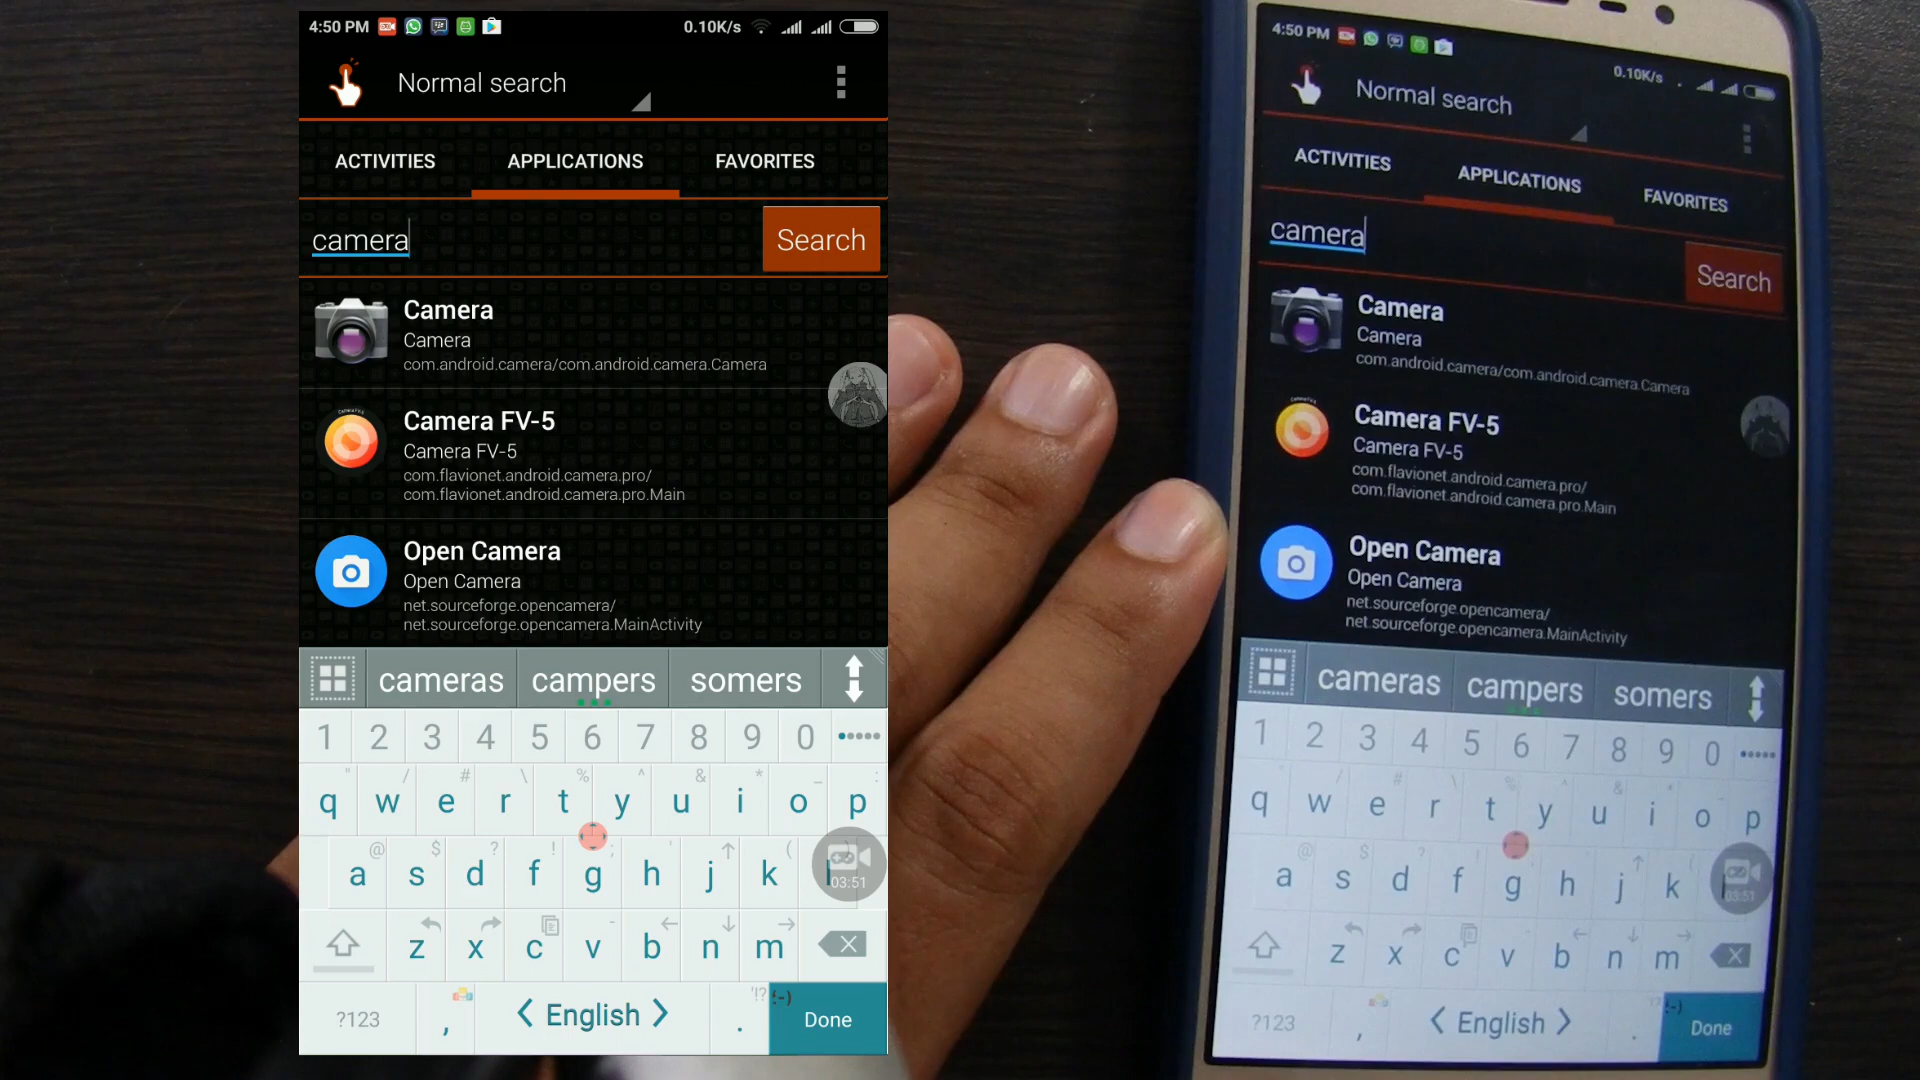 4:50 PM
0.10K/s
Normal search
ACTIVITIES
APPLICATIONS
FAVORITES
camera
Search
Camera
Camera
com.android.camera/com.android.camera.Camera
Camera FV-5
Camera FV-5
com.flavionet.android.camera.pro/
com.flavionet.android.camera.pro.Main
Open Camera
Open Camera
net.sourceforge.opencamera/
net.sourceforge.opencamera.MainActivity
cameras campers somers
1 2 3 4 5 6 7 8 9 0
q w e r t y u i o p
a s d f g h j k l
03:51
z x c v b n m
?123 , < English > . Done
4:50 PM
0.10K/s
Normal search
ACTIVITIES
APPLICATIONS
FAVORITES
camera
Search
Camera
Camera
com.android.camera/com.android.camera.Camera
Camera FV-5
Camera FV-5
com.flavionet.android.camera.pro/
com.flavionet.android.camera.pro.Main
Open Camera
Open Camera
net.sourceforge.opencamera/
net.sourceforge.opencamera.MainActivity
cameras campers somers
1 2 3 4 5 6 7 8 9 0
q w e r t y u i o p
a s d f g h j k
03:51
z x c v b n m
?123 , < English > . Done